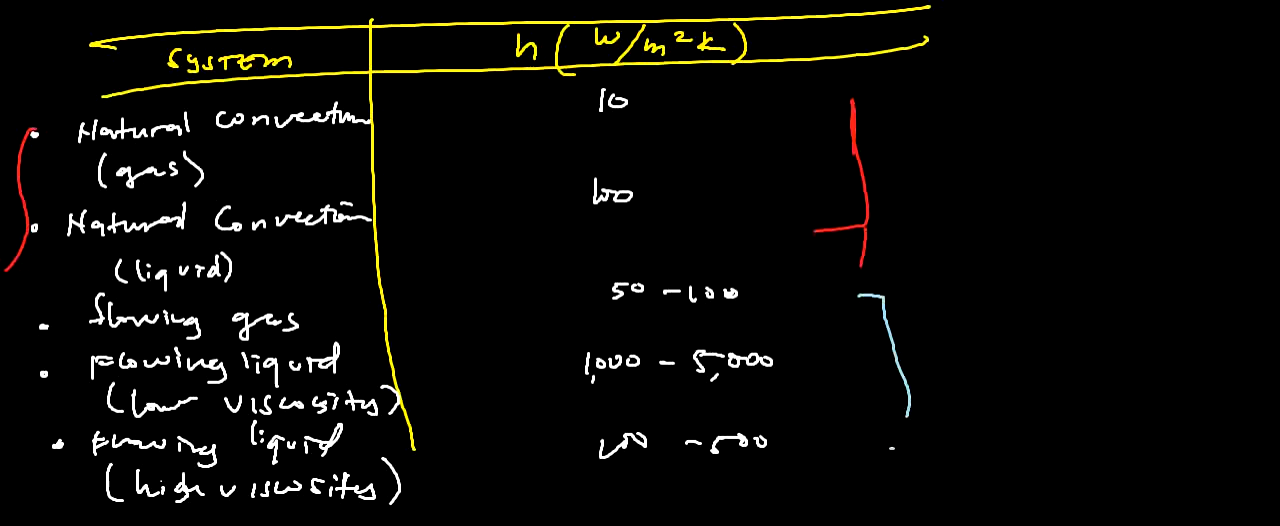 SYSTEM h (W/m²K)
• Natural Convection 10
(gas)
• Natural Convection 100
(liquid)
• flowing gas 50 - 100
• flowing liquid 1,000 - 5,000
(low viscosity)
• flowing liquid - 500
(high viscosity)